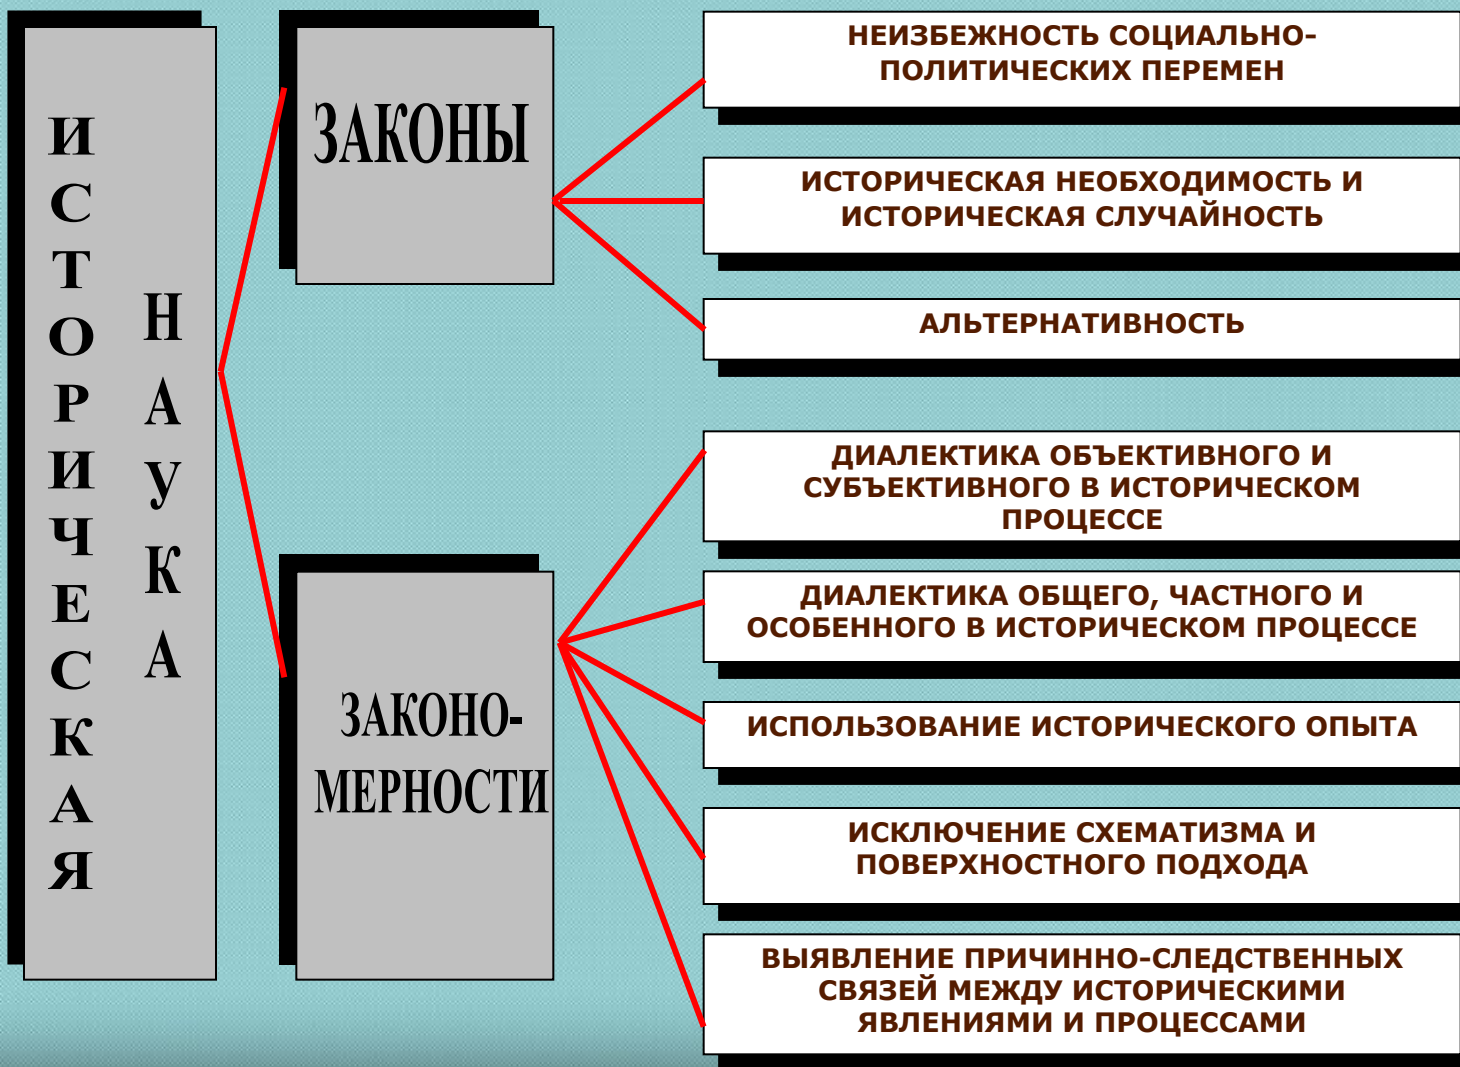 ИСТОРИЧЕСКАЯ
НАУКА
ЗАКОНЫ
НЕИЗБЕЖНОСТЬ СОЦИАЛЬНО-
ПОЛИТИЧЕСКИХ ПЕРЕМЕН
ИСТОРИЧЕСКАЯ НЕОБХОДИМОСТЬ И
ИСТОРИЧЕСКАЯ СЛУЧАЙНОСТЬ
АЛЬТЕРНАТИВНОСТЬ
ЗАКОНО-
МЕРНОСТИ
ДИАЛЕКТИКА ОБЪЕКТИВНОГО И
СУБЪЕКТИВНОГО В ИСТОРИЧЕСКОМ
ПРОЦЕССЕ
ДИАЛЕКТИКА ОБЩЕГО, ЧАСТНОГО И
ОСОБЕННОГО В ИСТОРИЧЕСКОМ ПРОЦЕССЕ
ИСПОЛЬЗОВАНИЕ ИСТОРИЧЕСКОГО ОПЫТА
ИСКЛЮЧЕНИЕ СХЕМАТИЗМА И
ПОВЕРХНОСТНОГО ПОДХОДА
ВЫЯВЛЕНИЕ ПРИЧИННО-СЛЕДСТВЕННЫХ
СВЯЗЕЙ МЕЖДУ ИСТОРИЧЕСКИМИ
ЯВЛЕНИЯМИ И ПРОЦЕССАМИ